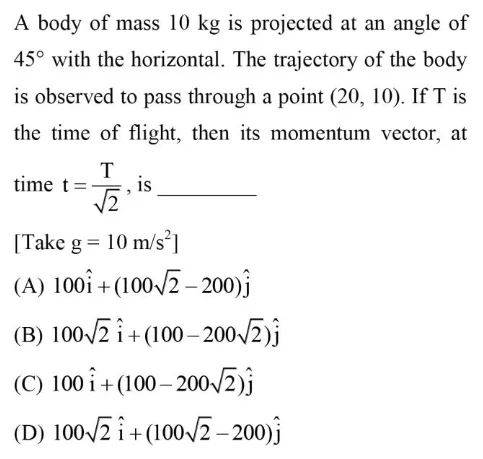 A body of mass 10 kg is projected at an angle of
45° with the horizontal. The trajectory of the body
is observed to pass through a point (20, 10). If T is
the time of flight, then its momentum vector, at
time t = T/√2, is __________
[Take g = 10 m/s²]
(A) 100î + (100√2 – 200)ĵ
(B) 100√2 î + (100 – 200√2)ĵ
(C) 100 î + (100 – 200√2)ĵ
(D) 100√2 î + (100√2 – 200)ĵ